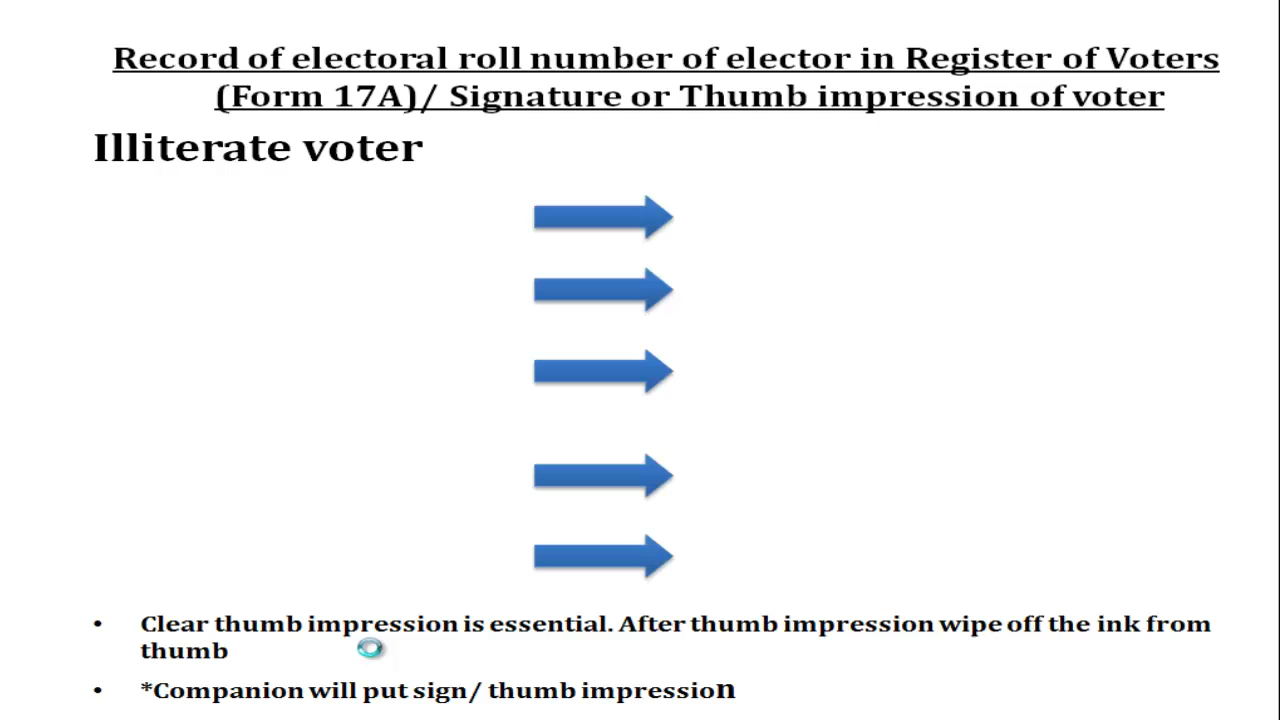 Record of electoral roll number of elector in Register of Voters
(Form 17A)/ Signature or Thumb impression of voter
Illiterate voter
• Clear thumb impression is essential. After thumb impression wipe off the ink from
thumb
• *Companion will put sign/ thumb impression